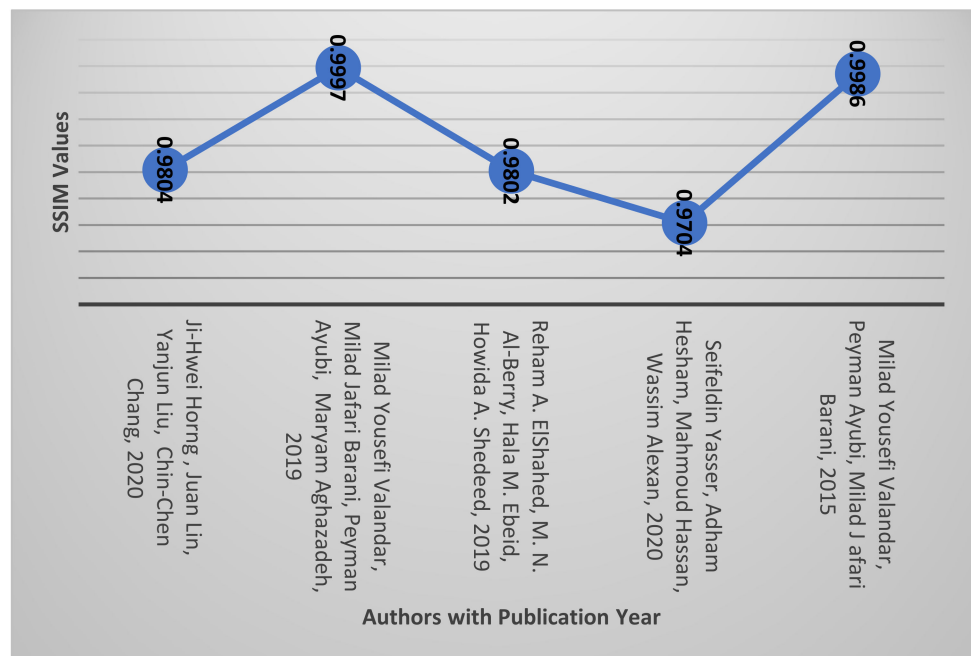 SSIM Values
0.9804
0.9997
0.9802
0.9704
0.9986
Ji-Hwei Horng , Juan Lin,
Yanjun Liu, Chin-Chen
Chang, 2020
Milad Yousefi Valandar,
Milad Jafari Barani, Peyman
Ayubi, Maryam Aghazadeh,
2019
Reham A. ElShahed, M. N.
Al-Berry, Hala M. Ebeid,
Howida A. Shedeed, 2019
Seifeldin Yasser, Adham
Hesham, Mahmoud Hassan,
Wassim Alexan, 2020
Milad Yousefi Valandar,
Peyman Ayubi, Milad J afari
Barani, 2015
Authors with Publication Year